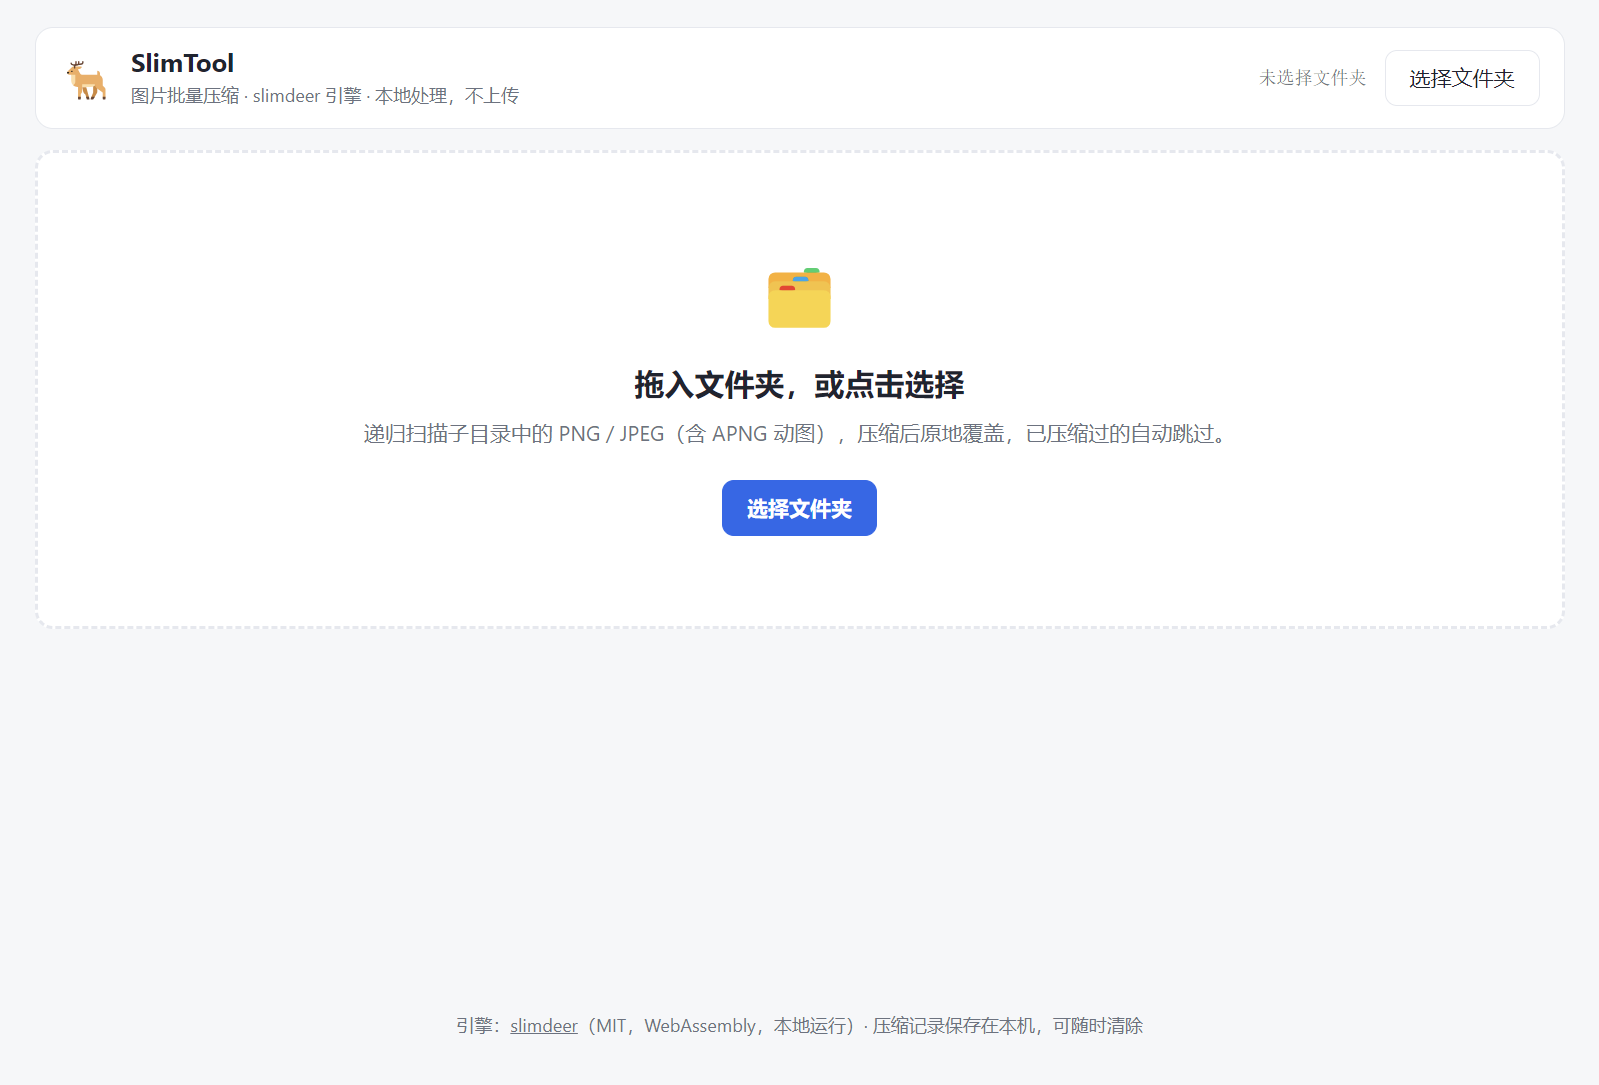 SlimTool
图片批量压缩 · slimdeer 引擎 · 本地处理，不上传
未选择文件夹
选择文件夹
拖入文件夹，或点击选择
递归扫描子目录中的 PNG / JPEG（含 APNG 动图），压缩后原地覆盖，已压缩过的自动跳过。
选择文件夹
引擎：slimdeer（MIT，WebAssembly，本地运行）· 压缩记录保存在本机，可随时清除